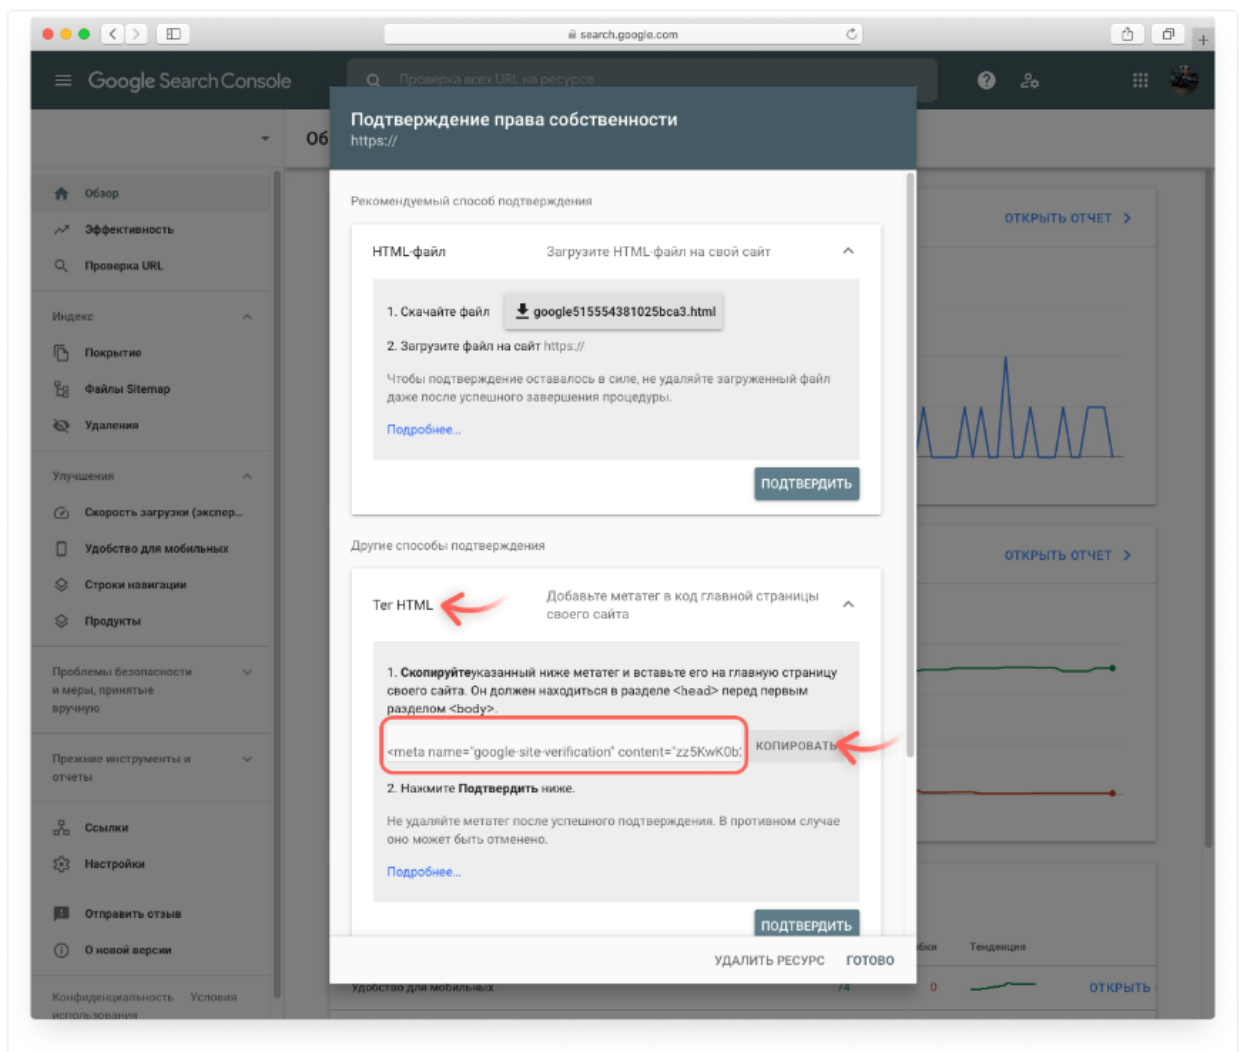 search.google.com
Google Search Console
Проверка всех URL на ресурсе
Об
Подтверждение права собственности
https://
Обзор
Эффективность
Проверка URL
Индекс
Покрытие
Файлы Sitemap
Удаления
Улучшения
Скорость загрузки (экспер...
Удобство для мобильных
Строки навигации
Продукты
Проблемы безопасности
и меры, принятые
вручную
Прежние инструменты и
отчеты
Ссылки
Настройки
Отправить отзыв
О новой версии
Конфиденциальность Условия
использования
Рекомендуемый способ подтверждения
HTML-файл Загрузите HTML-файл на свой сайт
1. Скачайте файл google515554381025bca3.html
2. Загрузите файл на сайт https://
Чтобы подтверждение оставалось в силе, не удаляйте загруженный файл
даже после успешного завершения процедуры.
Подробнее...
ПОДТВЕРДИТЬ
Другие способы подтверждения
Тег HTML Добавьте метатег в код главной страницы
своего сайта
1. Скопируйтеуказанный ниже метатег и вставьте его на главную страницу
своего сайта. Он должен находиться в разделе <head> перед первым
разделом <body>.
<meta name="google-site-verification" content="zz5KwK0b
КОПИРОВАТЬ
2. Нажмите Подтвердить ниже.
Не удаляйте метатег после успешного подтверждения. В противном случае
оно может быть отменено.
Подробнее...
ПОДТВЕРДИТЬ
УДАЛИТЬ РЕСУРС ГОТОВО
ОТКРЫТЬ ОТЧЕТ
ОТКРЫТЬ ОТЧЕТ
бки Тенденция
Удобство для мобильных 74 0 ОТКРЫТЬ